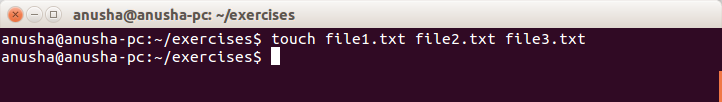 anusha@anusha-pc: ~/exercises
anusha@anusha-pc:~/exercises$ touch file1.txt file2.txt file3.txt
anusha@anusha-pc:~/exercises$